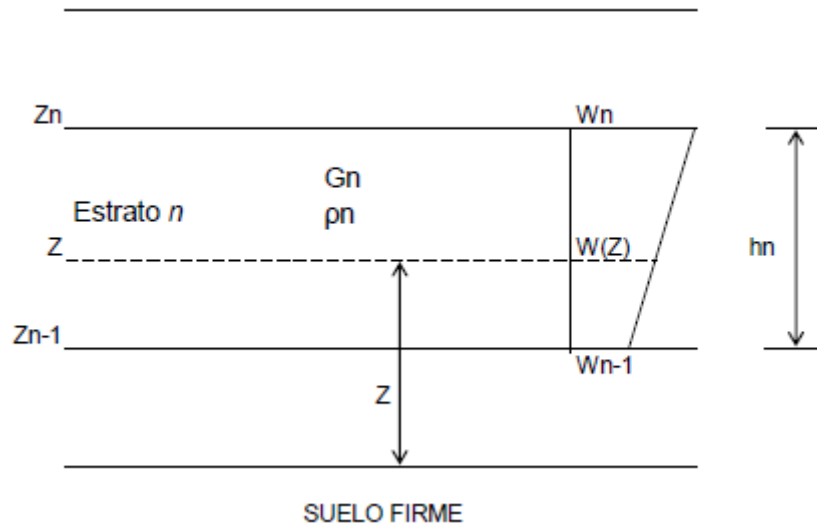 Zn
Wn
Gn
ρn
Estrato n
hn
Z
W(Z)
Zn-1
Wn-1
Z
SUELO FIRME